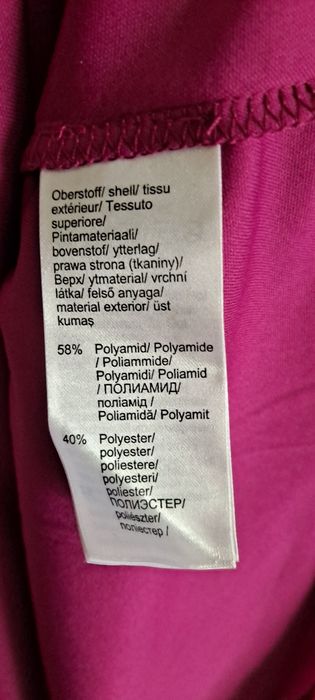 Oberstoff/ shell/ tissu
extérieur/ Tessuto
superiore/
Pintamateriaali/
bovenstof/ ytterlag/
prawa strona (tkaniny)/
Верх/ ytmaterial/ vrchní
látka/ felső anyaga/
material exterior/ üst
kumaş
58% Polyamid/ Polyamide
/ Poliammide/
Polyamidi/ Poliamid
/ ПОЛИАМИД/
поліамід /
Poliamidă/ Polyamit
40% Polyester/
polyester/
poliestere/
polyesteri/
poliester/
ПОЛИЭСТЕР/
poliészter/
поліестер /